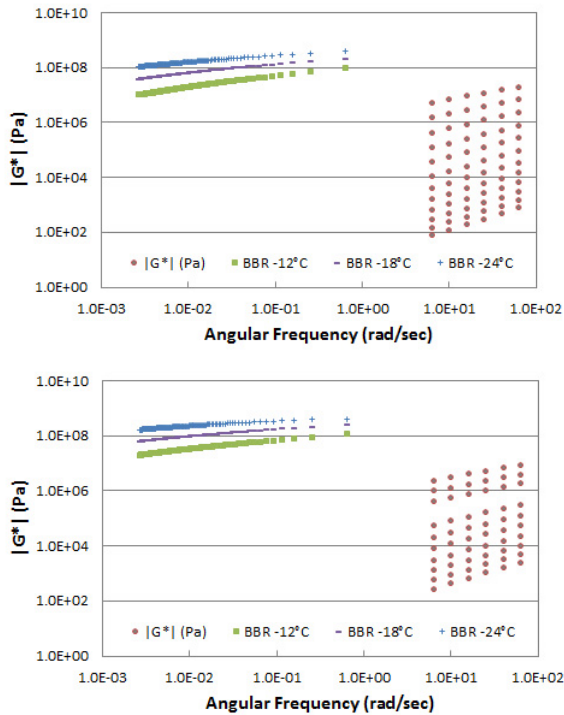 1.0E+10
1.0E+08
1.0E+06
1.0E+04
1.0E+02
1.0E+00
|G*| (Pa)
|G*| (Pa) BBR -12°C BBR -18°C BBR -24°C
1.0E-03 1.0E-02 1.0E-01 1.0E+00 1.0E+01 1.0E+02
Angular Frequency (rad/sec)
1.0E+10
1.0E+08
1.0E+06
1.0E+04
1.0E+02
1.0E+00
|G*| (Pa)
|G*| (Pa) BBR -12°C BBR -18°C BBR -24°C
1.0E-03 1.0E-02 1.0E-01 1.0E+00 1.0E+01 1.0E+02
Angular Frequency (rad/sec)